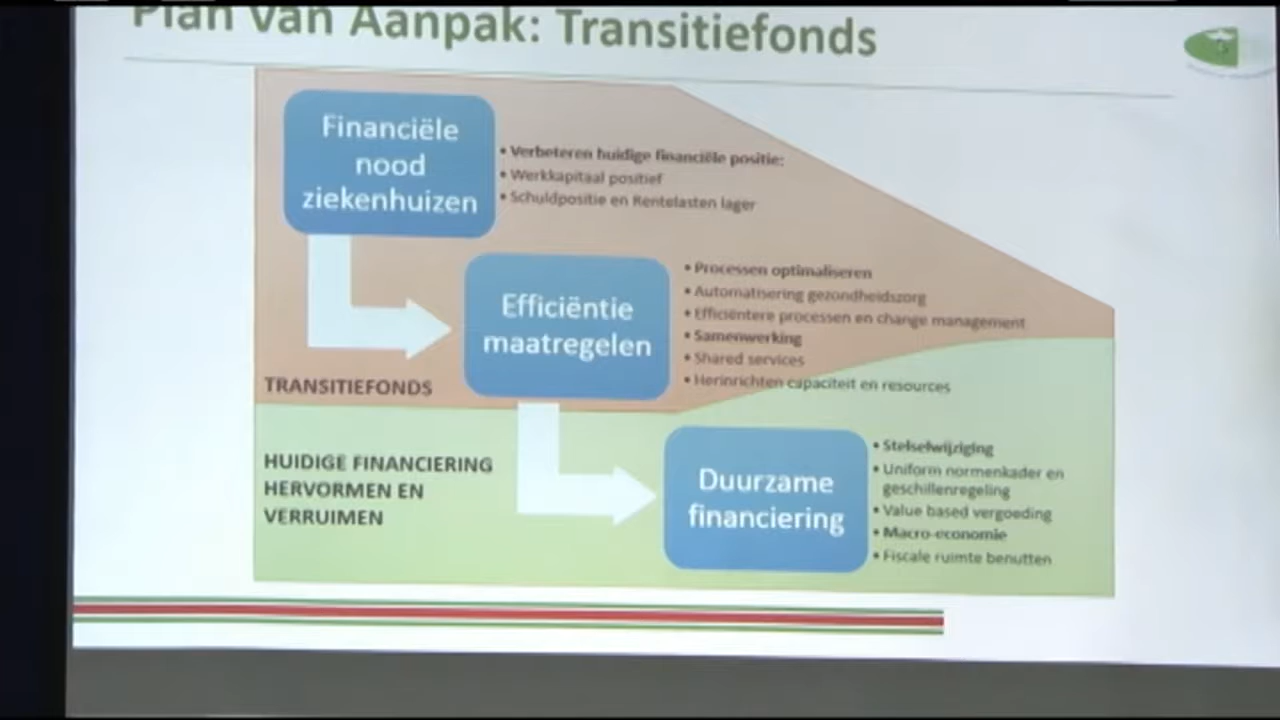 Plan van Aanpak: Transitiefonds
Financiële
nood
ziekenhuizen
• Verbeteren huidige financiële positie:
• Werkkapitaal positief
• Schuldpositie en Rentelasten lager
Efficiëntie
maatregelen
• Processen optimaliseren
• Automatisering gezondheidszorg
• Efficiëntere processen en change management
• Samenwerking
• Shared services
• Herinrichten capaciteit en resources
TRANSITIEFONDS
HUIDIGE FINANCIERING
HERVORMEN EN
VERRUIMEN
Duurzame
financiering
• Stelselwijziging
• Uniform normenkader en
geschillenregeling
• Value based vergoeding
• Macro-economie
• Fiscale ruimte benutten